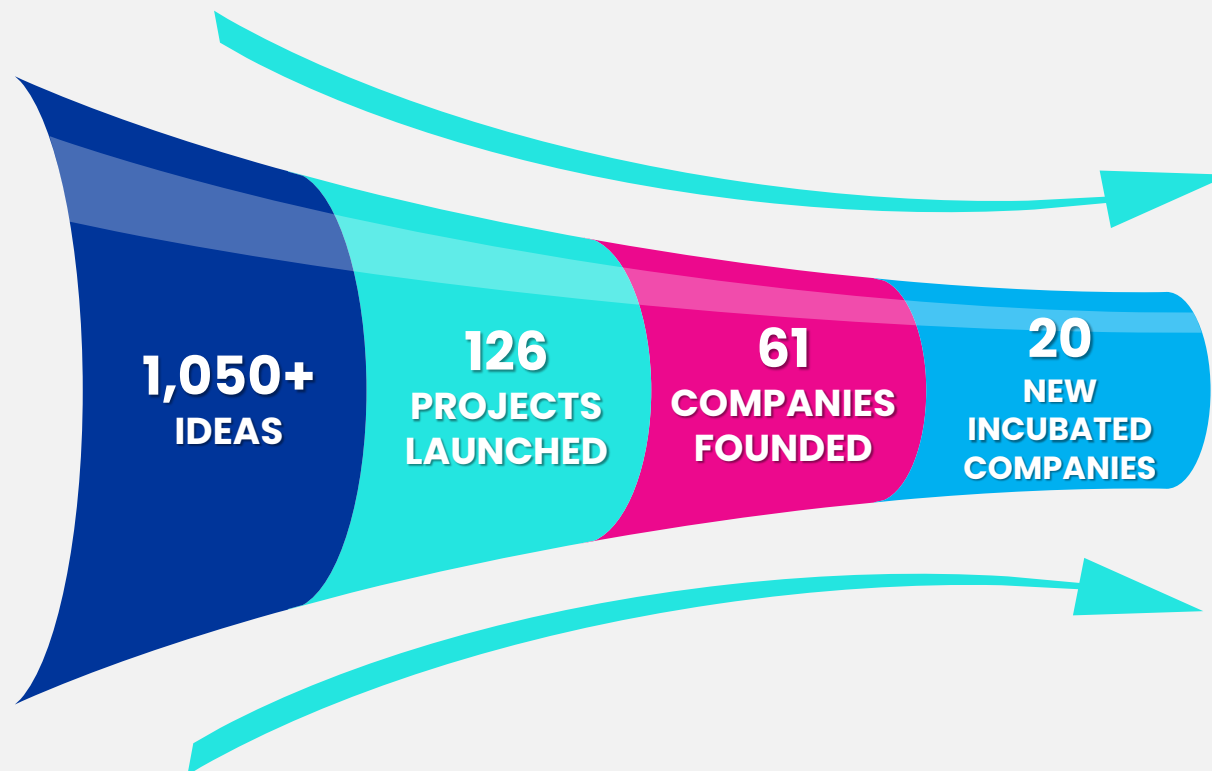 1,050+
IDEAS
126
PROJECTS
LAUNCHED
61
COMPANIES
FOUNDED
20
NEW
INCUBATED
COMPANIES